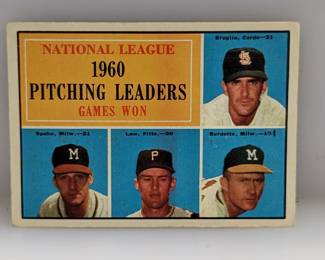 Broglio, Cards—21
NATIONAL LEAGUE
1960
PITCHING LEADERS
GAMES WON
Spahn, Milw.—21
Law, Pitts.—20
Burdette, Milw.—19
M
P
M